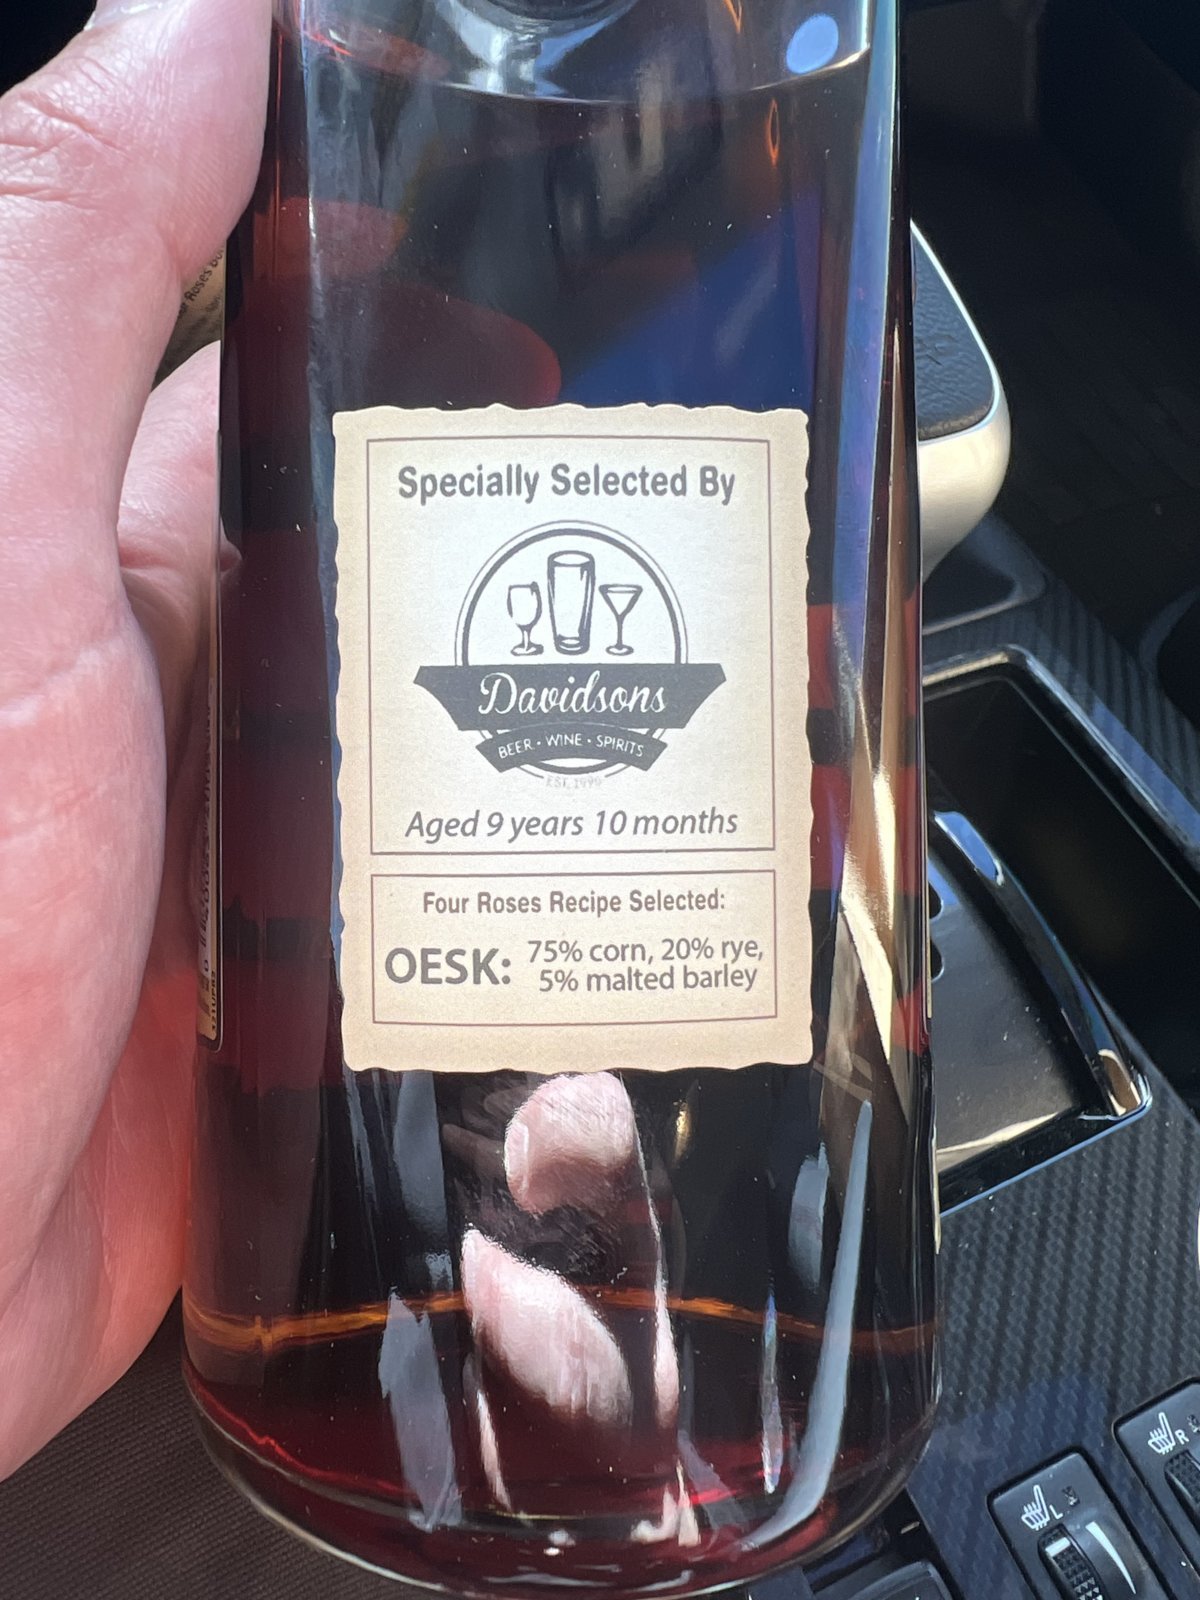 Specially Selected By
Davidsons
BEER • WINE • SPIRITS
Aged 9 years 10 months
Four Roses Recipe Selected:
OESK: 75% corn, 20% rye,
5% malted barley
L
R